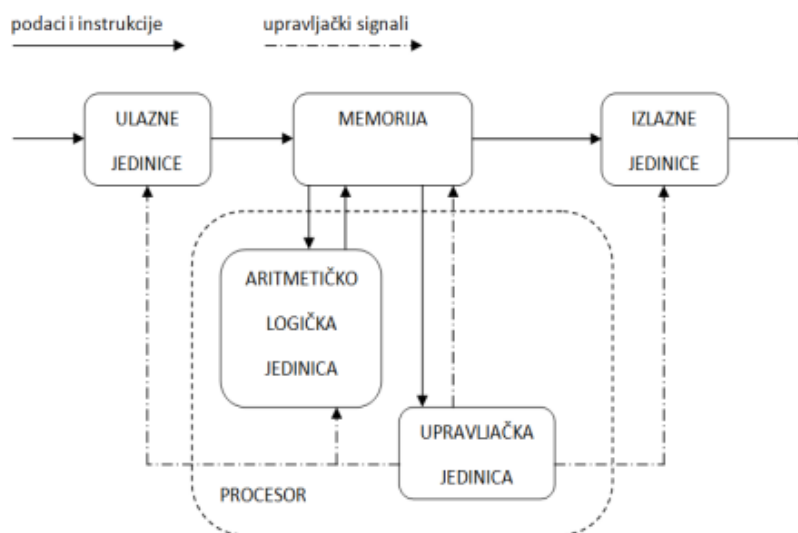 podaci i instrukcije
upravljački signali
ULAZNE
JEDINICE
MEMORIJA
IZLAZNE
JEDINICE
ARITMETIČKO
LOGIČKA
JEDINICA
UPRAVLJAČKA
JEDINICA
PROCESOR